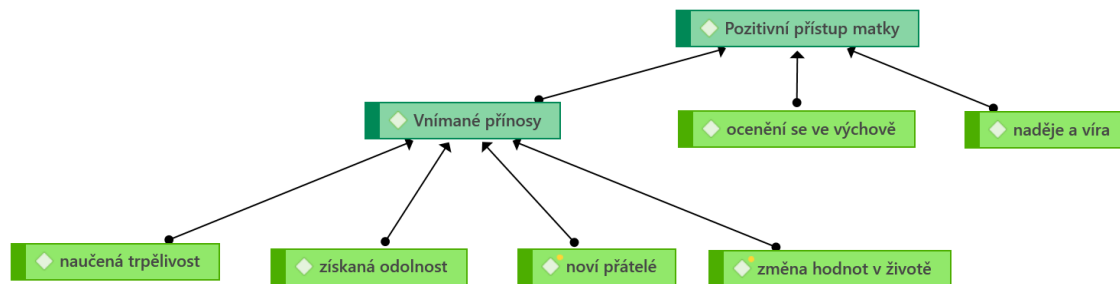 Pozitivní přístup matky
Vnímané přínosy
ocenění se ve výchově
naděje a víra
naučená trpělivost
získaná odolnost
noví přátelé
změna hodnot v životě